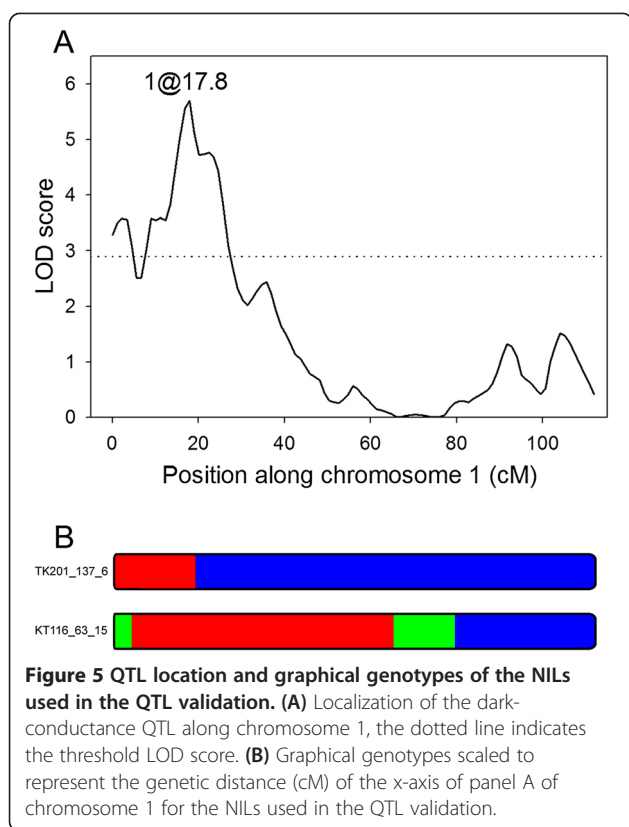 A
1@17.8
6
5
4
3
2
1
0
LOD score
0 20 40 60 80 100
Position along chromosome 1 (cM)
B
TK201_137_6
KT116_63_15
Figure 5 QTL location and graphical genotypes of the NILs
used in the QTL validation. (A) Localization of the dark-
conductance QTL along chromosome 1, the dotted line indicates
the threshold LOD score. (B) Graphical genotypes scaled to
represent the genetic distance (cM) of the x-axis of panel A of
chromosome 1 for the NILs used in the QTL validation.